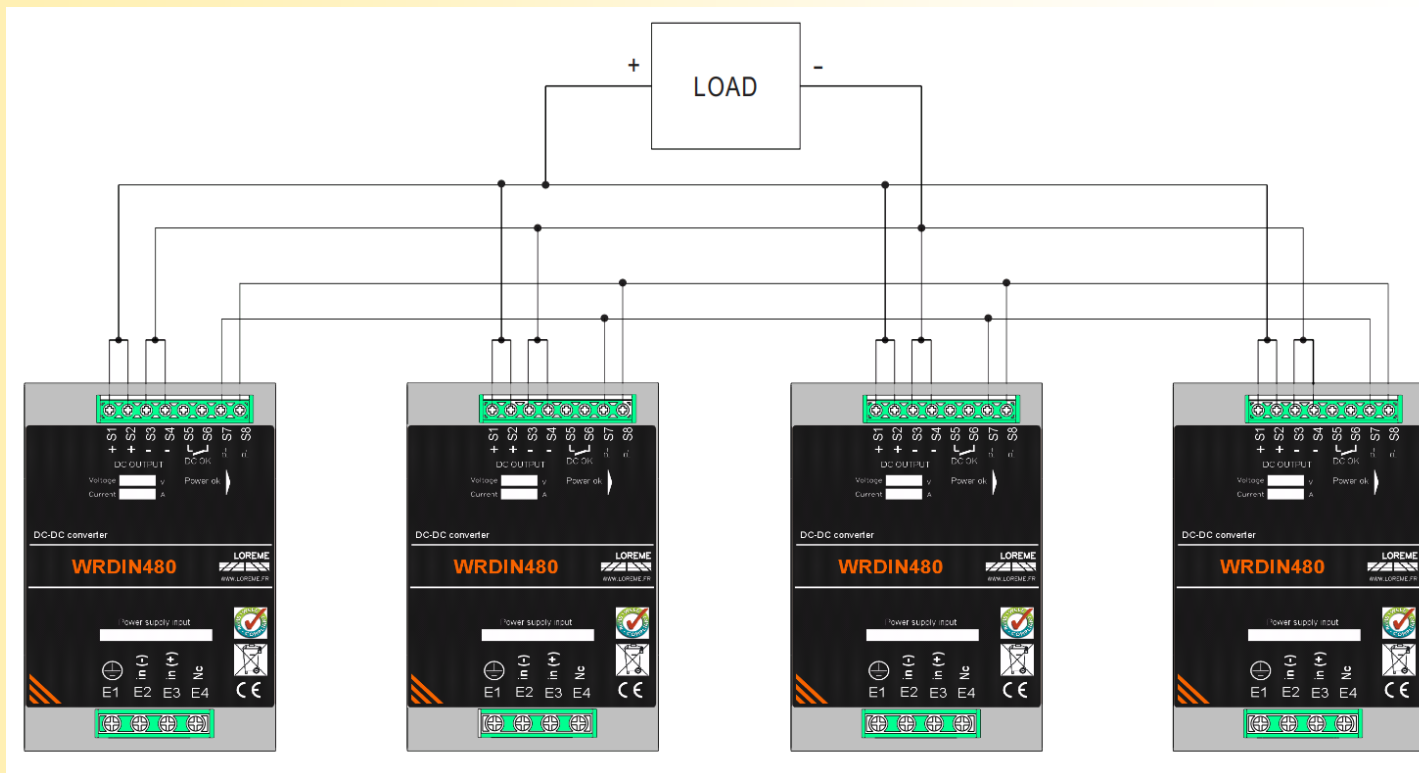 + LOAD -
S1 S2 S3 S4 S5 S6 S7 S8
+ + - -
DC OUTPUT DC OK
Voltage V Power ok
Current A
DC-DC converter
LOREME
WRDIN480
WWW.LOREME.FR
Power supply input
in (-) in (+) Nc
E1 E2 E3 E4 CE
S1 S2 S3 S4 S5 S6 S7 S8
+ + - -
DC OUTPUT DC OK
Voltage V Power ok
Current A
DC-DC converter
LOREME
WRDIN480
WWW.LOREME.FR
Power supply input
in (-) in (+) Nc
E1 E2 E3 E4 CE
S1 S2 S3 S4 S5 S6 S7 S8
+ + - -
DC OUTPUT DC OK
Voltage V Power ok
Current A
DC-DC converter
LOREME
WRDIN480
WWW.LOREME.FR
Power supply input
in (-) in (+) Nc
E1 E2 E3 E4 CE
S1 S2 S3 S4 S5 S6 S7 S8
+ + - -
DC OUTPUT DC OK
Voltage V Power ok
Current A
DC-DC converter
LOREME
WRDIN480
WWW.LOREME.FR
Power supply input
in (-) in (+) Nc
E1 E2 E3 E4 CE